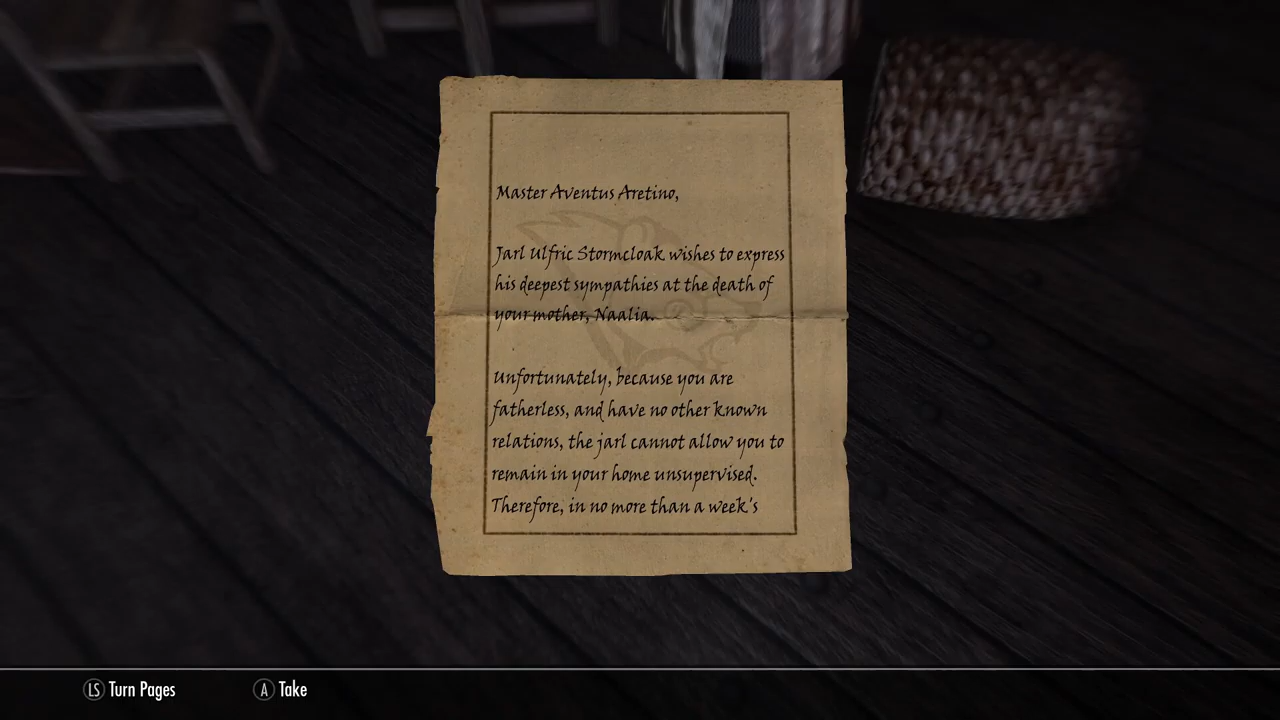 Master Aventus Aretino,
Jarl Ulfric Stormcloak wishes to express
his deepest sympathies at the death of
your mother, Naalia.
Unfortunately, because you are
fatherless, and have no other known
relations, the jarl cannot allow you to
remain in your home unsupervised.
Therefore, in no more than a week's
LS Turn Pages
A Take